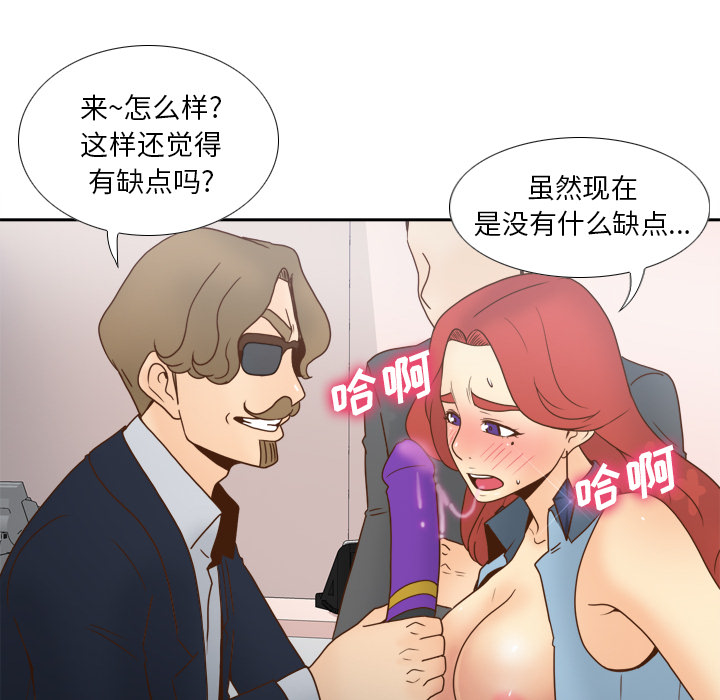 来~怎么样?
这样还觉得
有缺点吗?
虽然现在
是没有什么缺点...
哈啊
哈啊